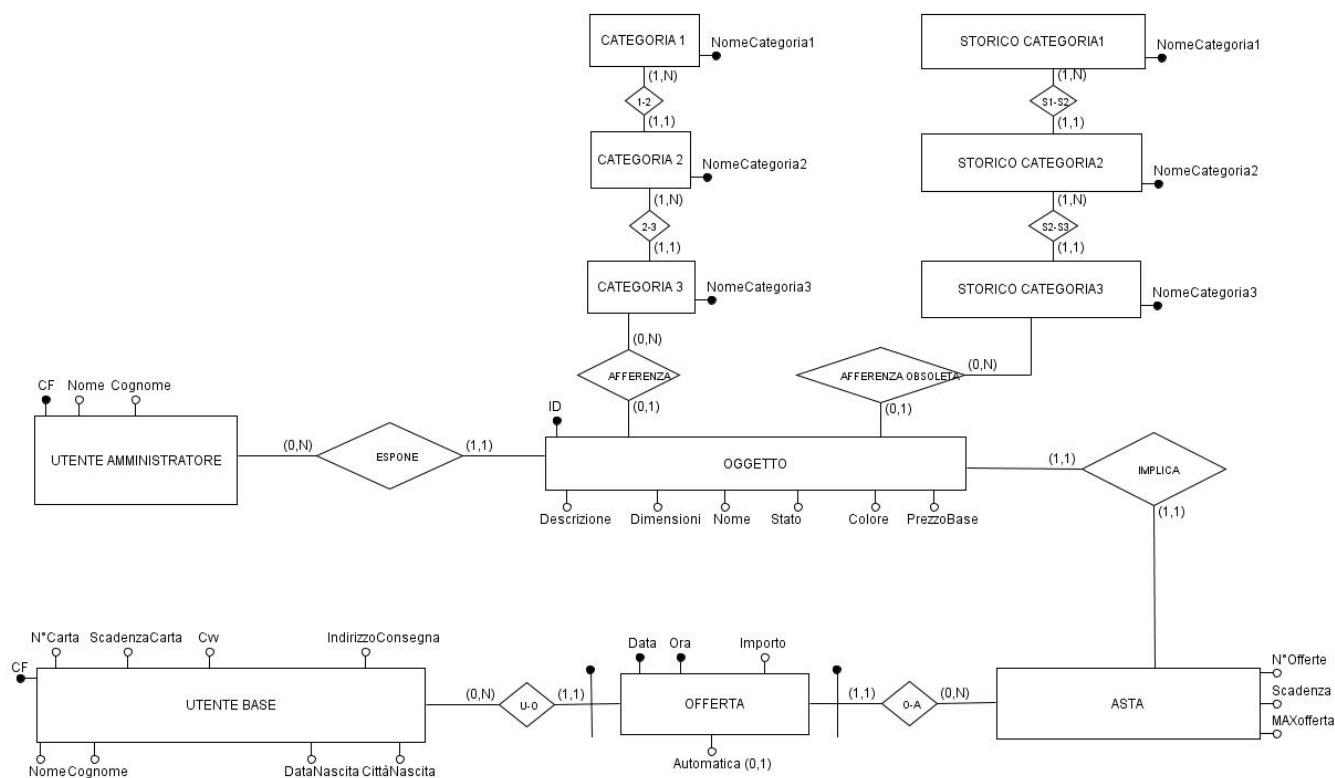 CATEGORIA 1
NomeCategoria1
STORICO CATEGORIA1
NomeCategoria1
(1,N)
(1,N)
1-2
S1-S2
(1,1)
(1,1)
CATEGORIA 2
NomeCategoria2
STORICO CATEGORIA2
NomeCategoria2
(1,N)
(1,N)
2-3
S2-S3
(1,1)
(1,1)
CATEGORIA 3
NomeCategoria3
STORICO CATEGORIA3
NomeCategoria3
(0,N)
(0,N)
AFFERENZA
AFFERENZA OBSOLETA
(0,1)
(0,1)
CF
Nome
Cognome
UTENTE AMMINISTRATORE
(0,N)
ESPONE
(1,1)
ID
OGGETTO
(1,1)
IMPLICA
(1,1)
Descrizione
Dimensioni
Nome
Stato
Colore
PrezzoBase
N°Carta
ScadenzaCarta
Cvv
IndirizzoConsegna
CF
UTENTE BASE
Nome
Cognome
DataNascita
CittàNascita
(0,N)
U-O
(1,1)
Data
Ora
Importo
OFFERTA
Automatica (0,1)
(1,1)
O-A
(0,N)
ASTA
N°Offerte
Scadenza
MAXofferta